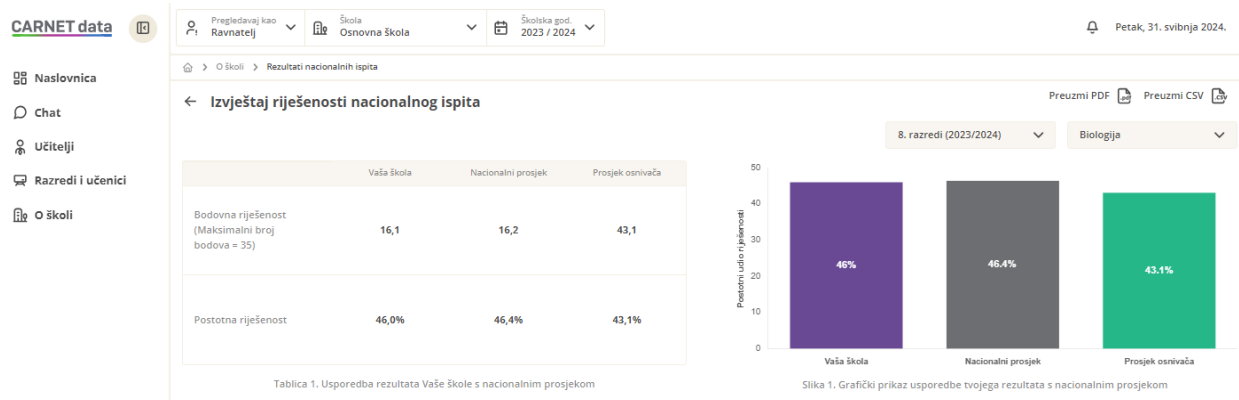 CARNET data
Pregledavaj kao
Ravnatelj
Škola
Osnovna škola
Školska god.
2023 / 2024
Petak, 31. svibnja 2024.
Naslovnica
Chat
Učitelji
Razredi i učenici
O školi
O školi > Rezultati nacionalnih ispita
Izvještaj riješenosti nacionalnog ispita
Preuzmi PDF .pdf Preuzmi CSV .csv
8. razredi (2023/2024) Biologija
Vaša škola Nacionalni prosjek Prosjek osnivača
Bodovna riješenost
(Maksimalni broj
bodova = 35)
16,1 16,2 43,1
Postotna riješenost 46,0% 46,4% 43,1%
Tablica 1. Usporedba rezultata Vaše škole s nacionalnim prosjekom
Postotni udio riješenosti
50
40
30
20
10
0
46% 46.4% 43.1%
Vaša škola Nacionalni prosjek Prosjek osnivača
Slika 1. Grafički prikaz usporedbe tvojega rezultata s nacionalnim prosjekom